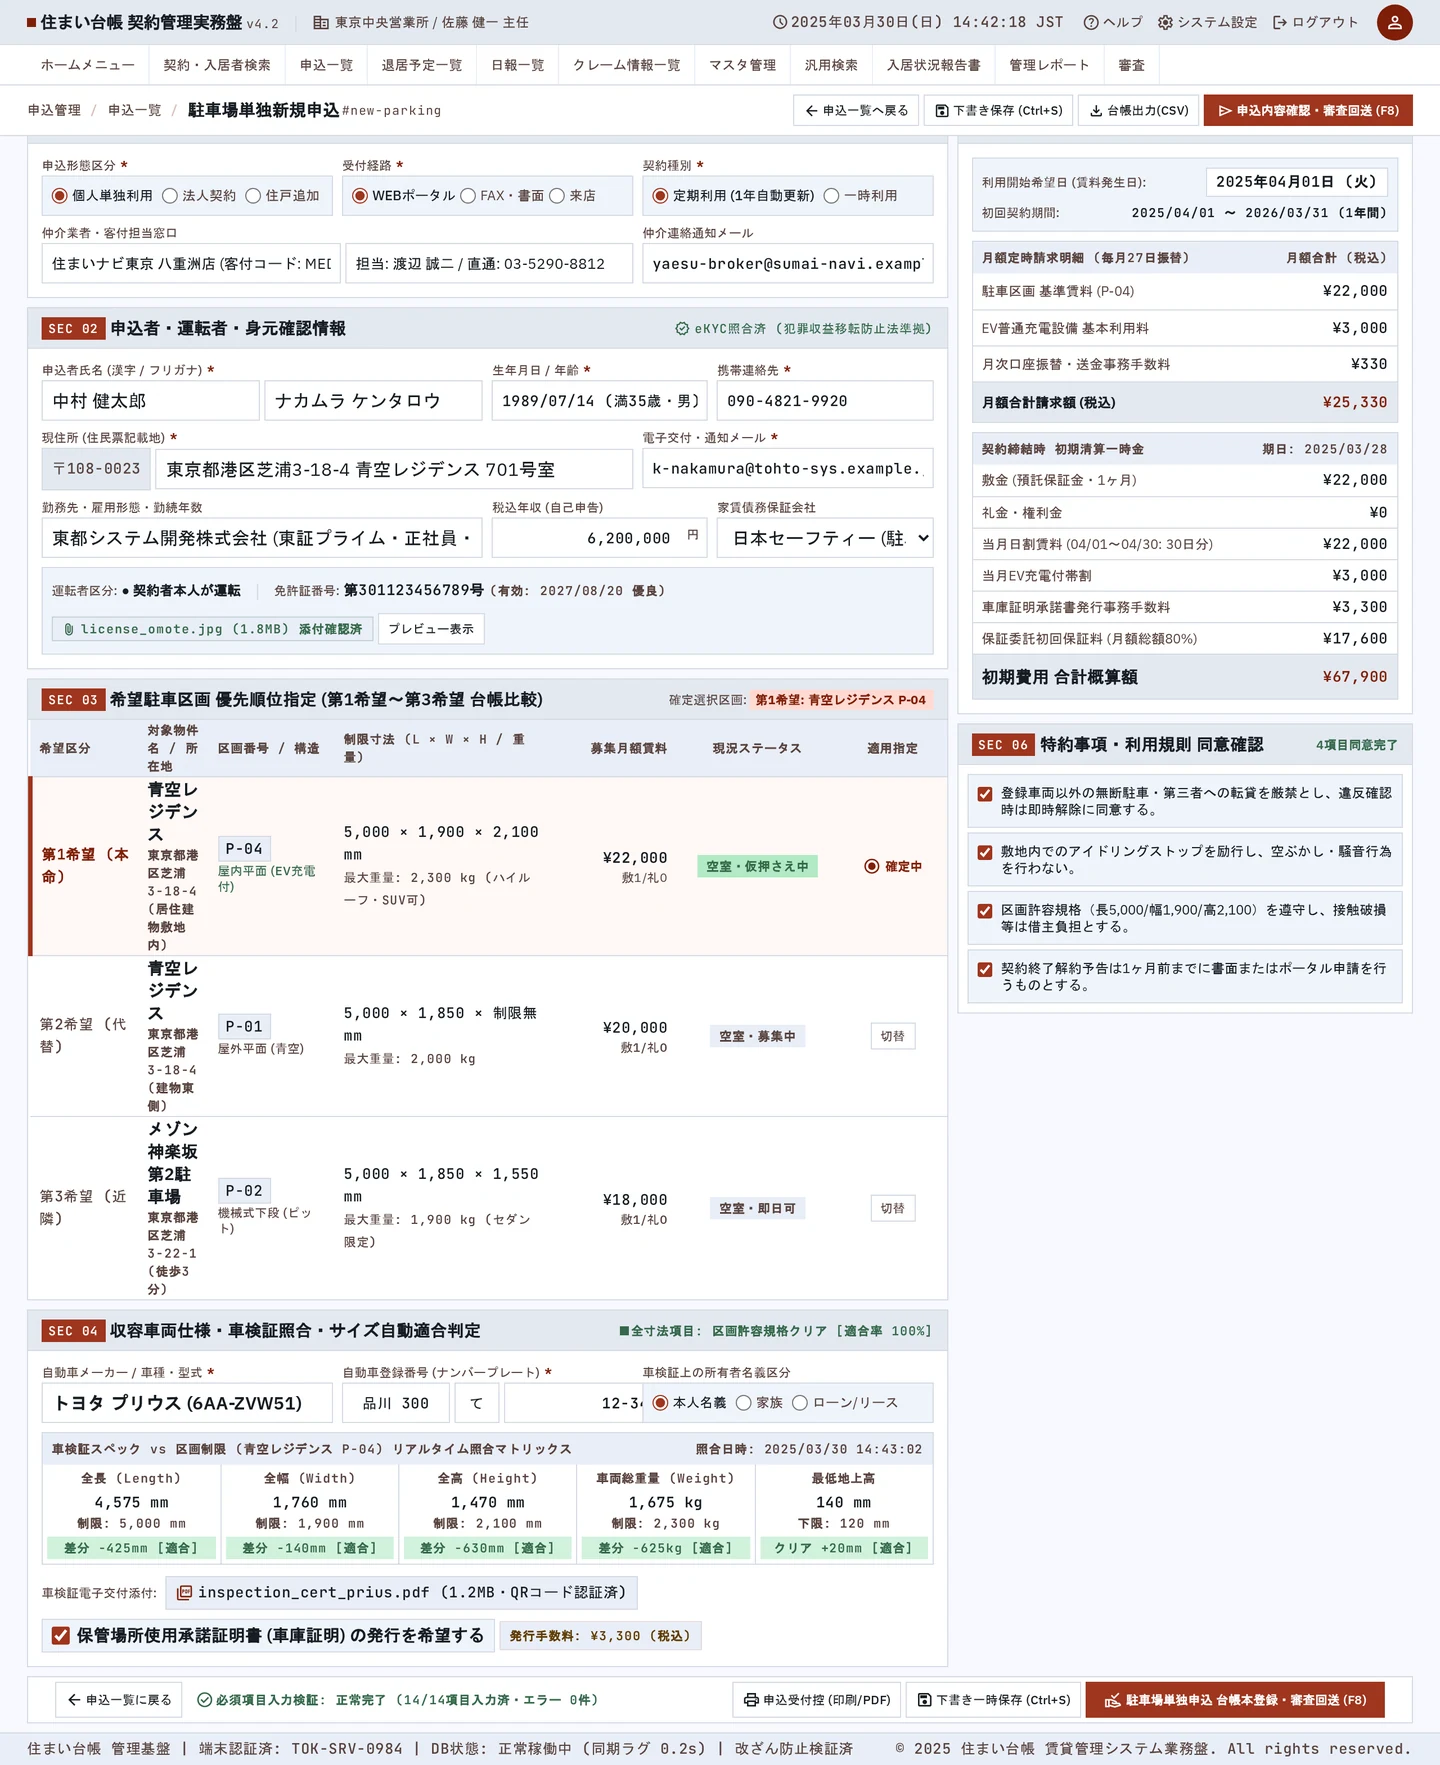 住まい台帳 契約管理実務盤 v4.2
東京中央営業所 / 佐藤 健一 主任
2025年03月30日(日) 14:42:18 JST
ヘルプ
システム設定
ログアウト
ホームメニュー
契約・入居者検索
申込一覧
退居予定一覧
日報一覧
クレーム情報一覧
マスタ管理
汎用検索
入居状況報告書
管理レポート
審査
申込管理 / 申込一覧 / 駐車場単独新規申込 #new-parking
申込一覧へ戻る
下書き保存 (Ctrl+S)
台帳出力(CSV)
申込内容確認・審査回送 (F8)
申込形態区分 *
個人単独利用 法人契約 住戸追加
受付経路 *
WEBポータル FAX・書面 来店
契約種別 *
定期利用 (1年自動更新) 一時利用
仲介業者・客付担当窓口
住まいナビ東京 八重洲店 (客付コード: MED
担当: 渡辺 誠二 / 直通: 03-5290-8812
仲介連絡通知メール
yaesu-broker@sumai-navi.examp
SEC 02 申込者・運転者・身元確認情報
eKYC照合済 (犯罪収益移転防止法準拠)
申込者氏名 (漢字 / フリガナ) *
中村 健太郎
ナカムラ ケンタロウ
生年月日 / 年齢 *
1989/07/14 (満35歳・男)
携帯連絡先 *
090-4821-9920
現住所 (住民票記載地) *
〒108-0023
東京都港区芝浦3-18-4 青空レジデンス 701号室
電子交付・通知メール *
k-nakamura@tohto-sys.example.
勤務先・雇用形態・勤続年数
東都システム開発株式会社 (東証プライム・正社員・
税込年収 (自己申告)
6,200,000 円
家賃債務保証会社
日本セーフティー (駐
運転者区分: ● 契約者本人が運転
免許証番号: 第301123456789号 (有効: 2027/08/20 優良)
license_omote.jpg (1.8MB) 添付確認済
プレビュー表示
SEC 03 希望駐車区画 優先順位指定 (第1希望〜第3希望 台帳比較)
確定選択区画: 第1希望: 青空レジデンス P-04
希望区分
対象物件
名 / 所
在地
区画番号 / 構造
制限寸法 (L × W × H / 重
量)
募集月額賃料
現況ステータス
適用指定
第1希望 (本
命)
青空レ
ジデン
ス
東京都港
区芝浦
3-18-4
(居住建
物敷地
内)
P-04
屋内平面 (EV充電
付)
5,000 × 1,900 × 2,100
mm
最大重量: 2,300 kg (ハイル
ーフ・SUV可)
¥22,000
敷1/礼0
空室・仮押さえ中
確定中
第2希望 (代
替)
青空レ
ジデン
ス
東京都港
区芝浦
3-18-4
(建物東
側)
P-01
屋外平面 (青空)
5,000 × 1,850 × 制限無
mm
最大重量: 2,000 kg
¥20,000
敷1/礼0
空室・募集中
切替
第3希望 (近
隣)
メゾン
神楽坂
第2駐
車場
東京都港
区芝浦
3-22-1
(徒歩3
分)
P-02
機械式下段 (ピッ
ト)
5,000 × 1,850 × 1,550
mm
最大重量: 1,900 kg (セダン
限定)
¥18,000
敷1/礼0
空室・即日可
切替
SEC 04 収容車両仕様・車検証照合・サイズ自動適合判定
■全寸法項目: 区画許容規格クリア [適合率 100%]
自動車メーカー / 車種・型式 *
トヨタ プリウス (6AA-ZVW51)
自動車登録番号 (ナンバープレート) *
品川 300
て
12-34
車検証上の所有者名義区分
本人名義 家族 ローン/リース
車検証スペック vs 区画制限 (青空レジデンス P-04) リアルタイム照合マトリックス
照合日時: 2025/03/30 14:43:02
全長 (Length)
4,575 mm
制限: 5,000 mm
差分 -425mm [適合]
全幅 (Width)
1,760 mm
制限: 1,900 mm
差分 -140mm [適合]
全高 (Height)
1,470 mm
制限: 2,100 mm
差分 -630mm [適合]
車両総重量 (Weight)
1,675 kg
制限: 2,300 kg
差分 -625kg [適合]
最低地上高
140 mm
下限: 120 mm
クリア +20mm [適合]
車検証電子交付添付:
inspection_cert_prius.pdf (1.2MB・QRコード認証済)
保管場所使用承諾証明書 (車庫証明) の発行を希望する
発行手数料: ¥3,300 (税込)
利用開始希望日 (賃料発生日):
2025年04月01日 (火)
初回契約期間:
2025/04/01 〜 2026/03/31 (1年間)
月額定時請求明細 (毎月27日振替)
月額合計 (税込)
駐車区画 基準賃料 (P-04)
¥22,000
EV普通充電設備 基本利用料
¥3,000
月次口座振替・送金事務手数料
¥330
月額合計請求額 (税込)
¥25,330
契約締結時 初期清算一時金
期日: 2025/03/28
敷金 (預託保証金・1ヶ月)
¥22,000
礼金・権利金
¥0
当月日割賃料 (04/01〜04/30: 30日分)
¥22,000
当月EV充電付帯割
¥3,000
車庫証明承諾書発行事務手数料
¥3,300
保証委託初回保証料 (月額総額80%)
¥17,600
初期費用 合計概算額
¥67,900
SEC 06 特約事項・利用規則 同意確認
4項目同意完了
登録車両以外の無断駐車・第三者への転貸を厳禁とし、違反確認
時は即時解除に同意する。
敷地内でのアイドリングストップを励行し、空ぶかし・騒音行為
を行わない。
区画許容規格（長5,000/幅1,900/高2,100）を遵守し、接触破損
等は借主負担とする。
契約終了解約予告は1ヶ月前までに書面またはポータル申請を行
うものとする。
申込一覧に戻る
必須項目入力検証: 正常完了 (14/14項目入力済・エラー 0件)
申込受付控 (印刷/PDF)
下書き一時保存 (Ctrl+S)
駐車場単独申込 台帳本登録・審査回送 (F8)
住まい台帳 管理基盤 | 端末認証済: TOK-SRV-0984 | DB状態: 正常稼働中 (同期ラグ 0.2s) | 改ざん防止検証済
© 2025 住まい台帳 賃貸管理システム業務盤. All rights reserved.